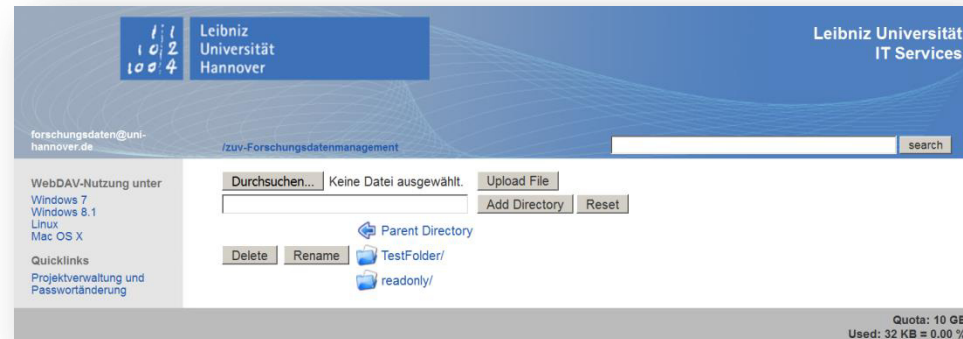 Leibniz
Universität
Hannover
Leibniz Universität
IT Services
forschungsdaten@uni-
hannover.de
/zuv-Forschungsdatenmanagement
search
WebDAV-Nutzung unter
Windows 7
Windows 8.1
Linux
Mac OS X
Quicklinks
Projektverwaltung und
Passwortänderung
Durchsuchen... Keine Datei ausgewählt. Upload File
Add Directory Reset
Parent Directory
Delete Rename TestFolder/
readonly/
Quota: 10 GB
Used: 32 KB = 0.00 %